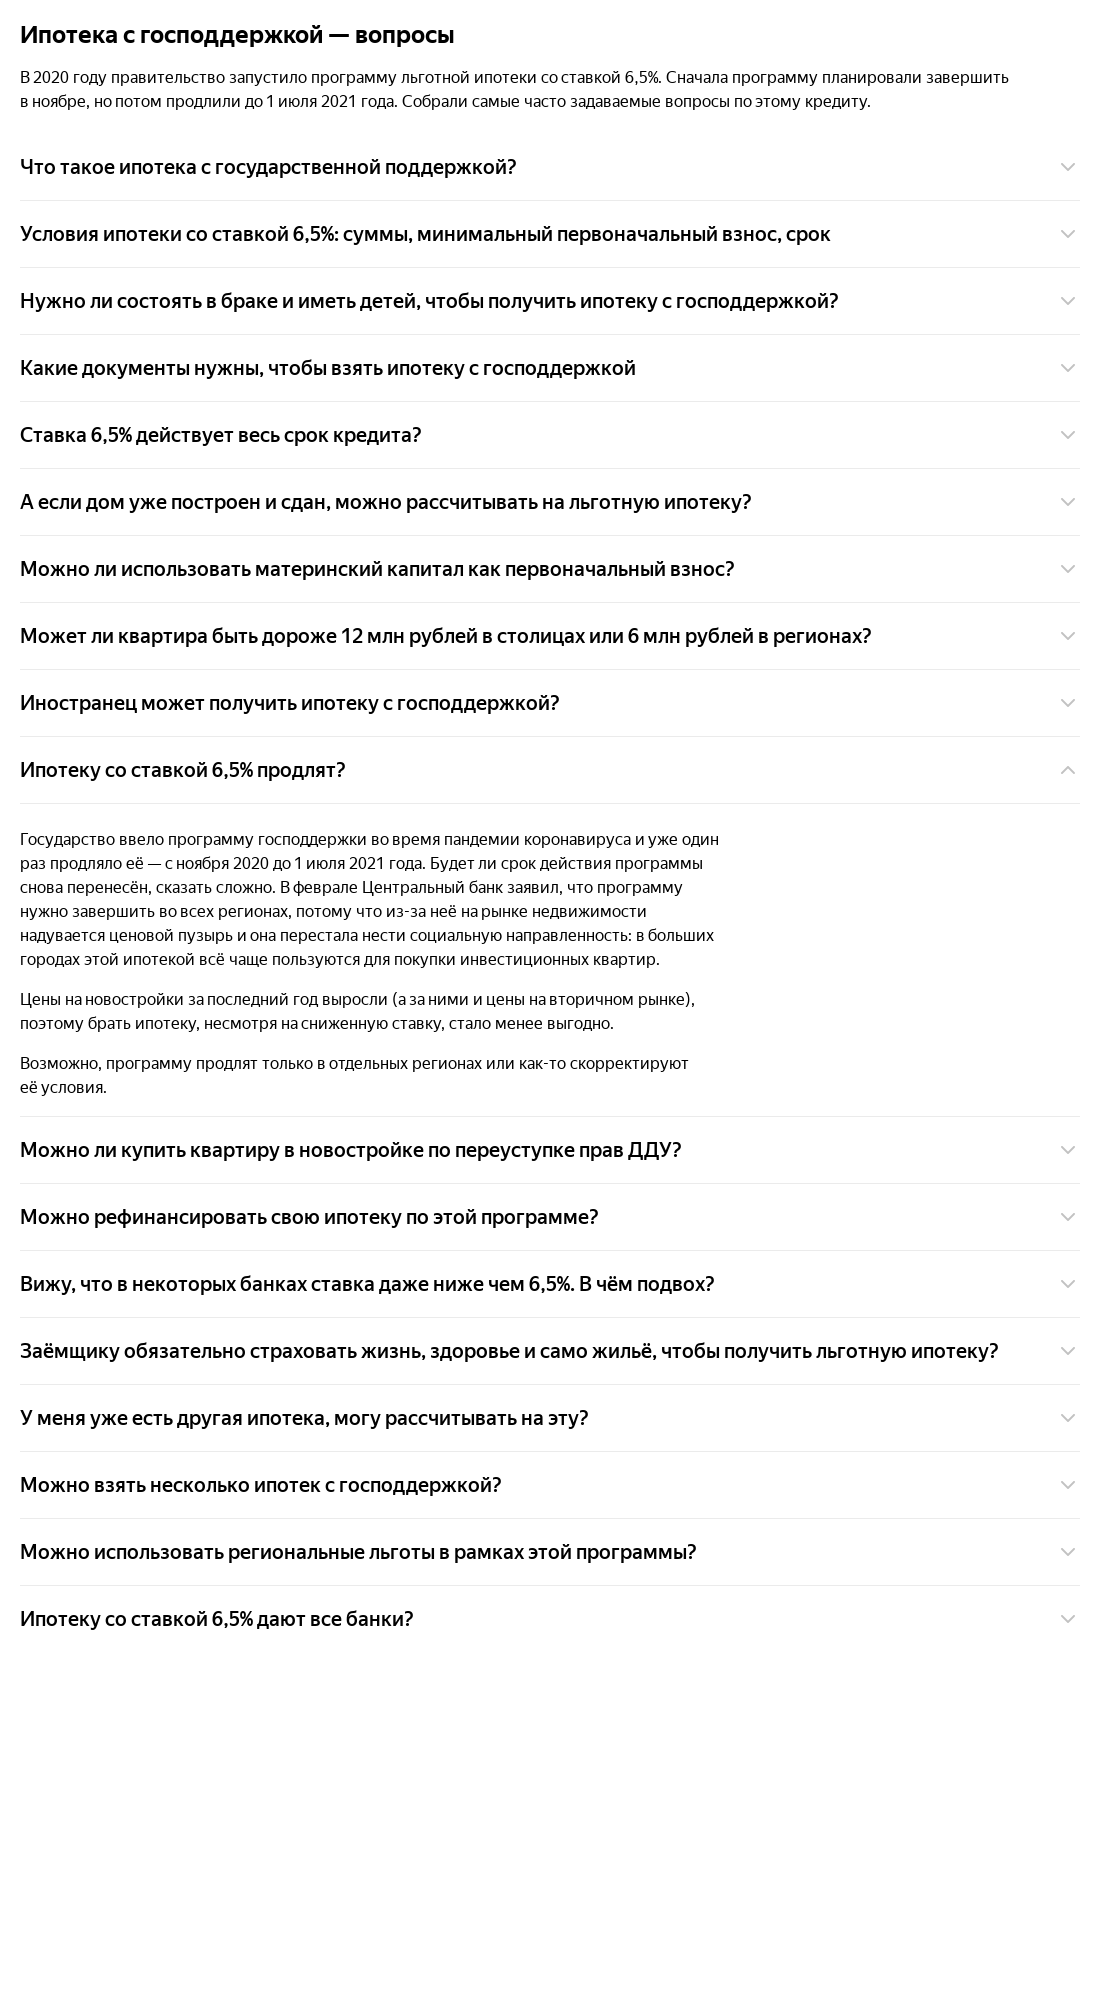 Ипотека с господдержкой — вопросы
В 2020 году правительство запустило программу льготной ипотеки со ставкой 6,5%. Сначала программу планировали завершить
в ноябре, но потом продлили до 1 июля 2021 года. Собрали самые часто задаваемые вопросы по этому кредиту.
Что такое ипотека с государственной поддержкой?
Условия ипотеки со ставкой 6,5%: суммы, минимальный первоначальный взнос, срок
Нужно ли состоять в браке и иметь детей, чтобы получить ипотеку с господдержкой?
Какие документы нужны, чтобы взять ипотеку с господдержкой
Ставка 6,5% действует весь срок кредита?
А если дом уже построен и сдан, можно рассчитывать на льготную ипотеку?
Можно ли использовать материнский капитал как первоначальный взнос?
Может ли квартира быть дороже 12 млн рублей в столицах или 6 млн рублей в регионах?
Иностранец может получить ипотеку с господдержкой?
Ипотеку со ставкой 6,5% продлят?
Государство ввело программу господдержки во время пандемии коронавируса и уже один
раз продляло её — с ноября 2020 до 1 июля 2021 года. Будет ли срок действия программы
снова перенесён, сказать сложно. В феврале Центральный банк заявил, что программу
нужно завершить во всех регионах, потому что из-за неё на рынке недвижимости
надувается ценовой пузырь и она перестала нести социальную направленность: в больших
городах этой ипотекой всё чаще пользуются для покупки инвестиционных квартир.
Цены на новостройки за последний год выросли (а за ними и цены на вторичном рынке),
поэтому брать ипотеку, несмотря на сниженную ставку, стало менее выгодно.
Возможно, программу продлят только в отдельных регионах или как-то скорректируют
её условия.
Можно ли купить квартиру в новостройке по переуступке прав ДДУ?
Можно рефинансировать свою ипотеку по этой программе?
Вижу, что в некоторых банках ставка даже ниже чем 6,5%. В чём подвох?
Заёмщику обязательно страховать жизнь, здоровье и само жильё, чтобы получить льготную ипотеку?
У меня уже есть другая ипотека, могу рассчитывать на эту?
Можно взять несколько ипотек с господдержкой?
Можно использовать региональные льготы в рамках этой программы?
Ипотеку со ставкой 6,5% дают все банки?